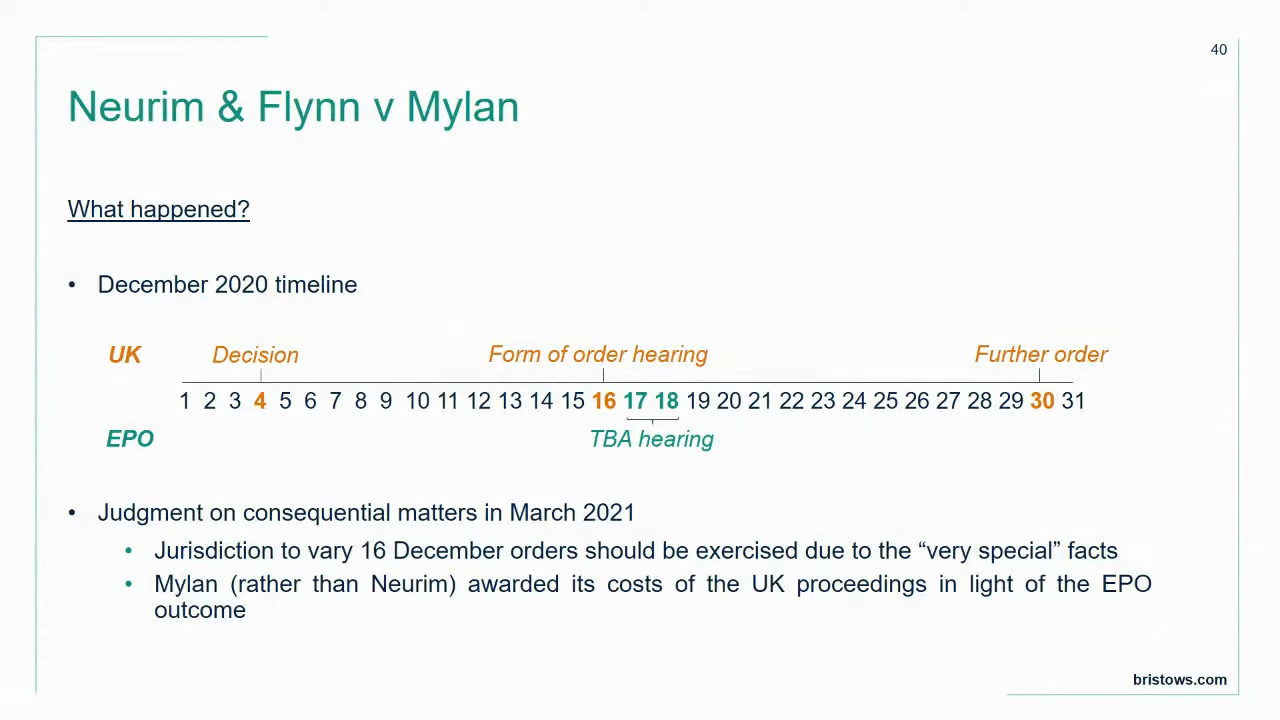 40
Neurim & Flynn v Mylan
What happened?
• December 2020 timeline
UK Decision Form of order hearing Further order
1 2 3 4 5 6 7 8 9 10 11 12 13 14 15 16 17 18 19 20 21 22 23 24 25 26 27 28 29 30 31
EPO TBA hearing
• Judgment on consequential matters in March 2021
• Jurisdiction to vary 16 December orders should be exercised due to the “very special” facts
• Mylan (rather than Neurim) awarded its costs of the UK proceedings in light of the EPO
outcome
bristows.com